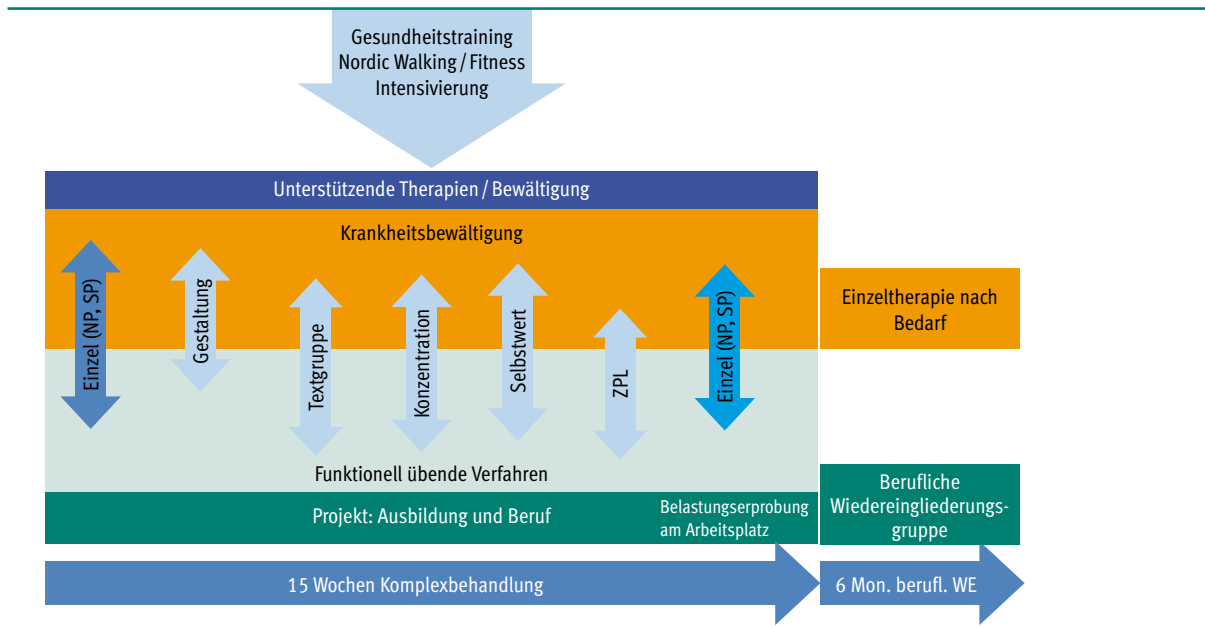 Gesundheitstraining
Nordic Walking / Fitness
Intensivierung
Unterstützende Therapien / Bewältigung
Krankheitsbewältigung
Einzel (NP, SP)
Gestaltung
Textgruppe
Konzentration
Selbstwert
ZPL
Einzel (NP, SP)
Einzeltherapie nach
Bedarf
Funktionell übende Verfahren
Projekt: Ausbildung und Beruf
Belastungserprobung
am Arbeitsplatz
Berufliche
Wiedereingliederungs-
gruppe
15 Wochen Komplexbehandlung
6 Mon. berufl. WE